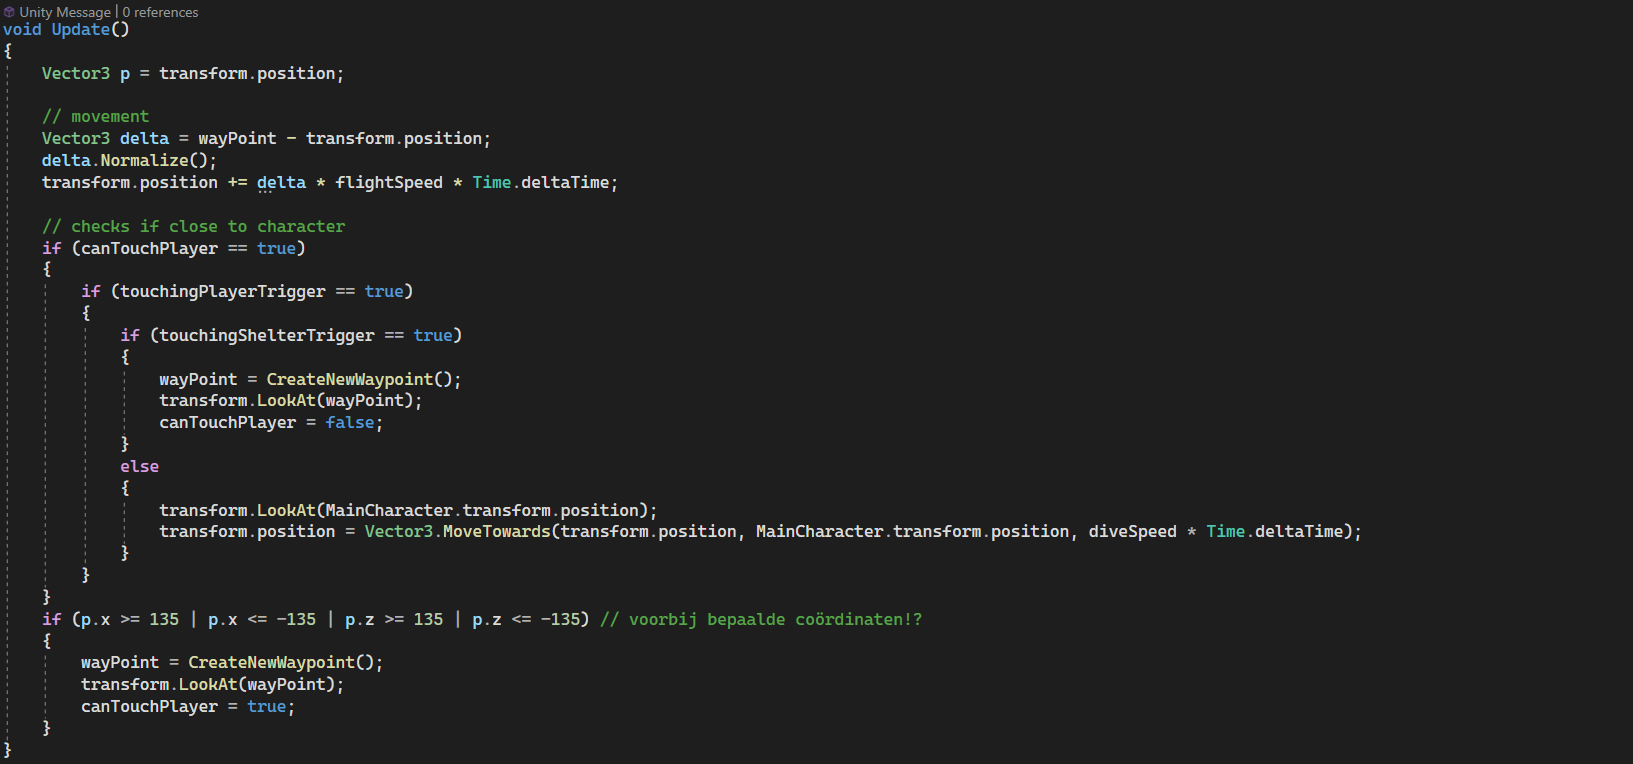 Unity Message | 0 references
void Update()
{
Vector3 p = transform.position;
// movement
Vector3 delta = wayPoint - transform.position;
delta.Normalize();
transform.position += delta * flightSpeed * Time.deltaTime;
// checks if close to character
if (canTouchPlayer == true)
{
if (touchingPlayerTrigger == true)
{
if (touchingShelterTrigger == true)
{
wayPoint = CreateNewWaypoint();
transform.LookAt(wayPoint);
canTouchPlayer = false;
}
else
{
transform.LookAt(MainCharacter.transform.position);
transform.position = Vector3.MoveTowards(transform.position, MainCharacter.transform.position, diveSpeed * Time.deltaTime);
}
}
}
if (p.x >= 135 | p.x <= -135 | p.z >= 135 | p.z <= -135) // voorbij bepaalde coördinaten!?
{
wayPoint = CreateNewWaypoint();
transform.LookAt(wayPoint);
canTouchPlayer = true;
}
}